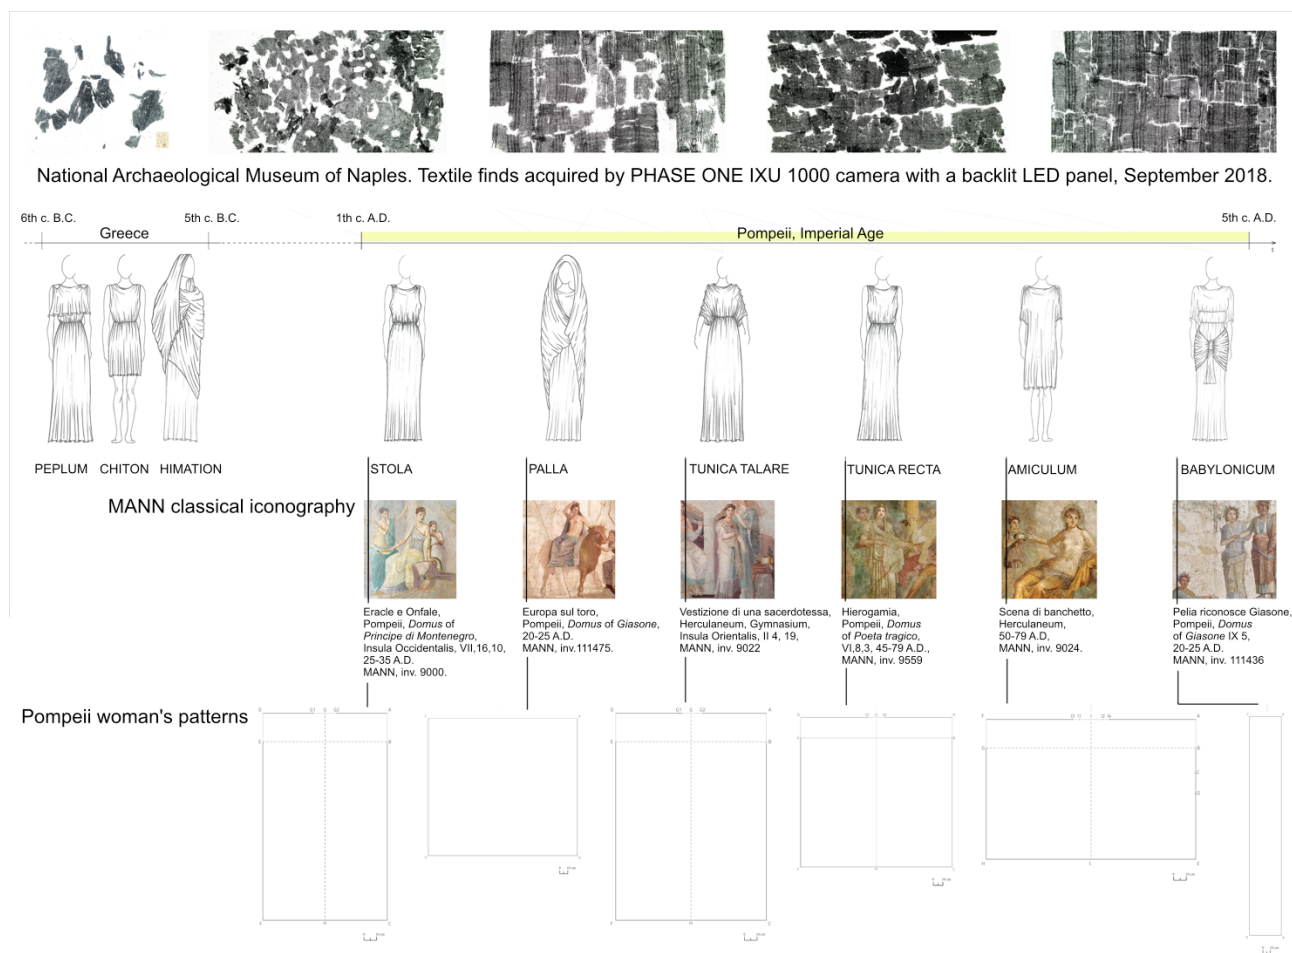 National Archaeological Museum of Naples. Textile finds acquired by PHASE ONE IXU 1000 camera with a backlit LED panel, September 2018.
6th c. B.C.
5th c. B.C.
1th c. A.D.
5th c. A.D.
Greece
Pompeii, Imperial Age
t
PEPLUM
CHITON
HIMATION
STOLA
PALLA
TUNICA TALARE
TUNICA RECTA
AMICULUM
BABYLONICUM
MANN classical iconography
Eracle e Onfale,
Pompeii, Domus of
Principe di Montenegro,
Insula Occidentalis, VII,16,10,
25-35 A.D.
MANN, inv. 9000.
Europa sul toro,
Pompeii, Domus of Giasone,
20-25 A.D.
MANN, inv.111475.
Vestizione di una sacerdotessa,
Herculaneum, Gymnasium,
Insula Orientalis, II 4, 19,
MANN, inv. 9022
Hierogamia,
Pompeii, Domus
of Poeta tragico,
VI,8,3, 45-79 A.D.,
MANN, inv. 9559
Scena di banchetto,
Herculaneum,
50-79 A.D,
MANN, inv. 9024.
Pelia riconosce Giasone,
Pompeii, Domus
of Giasone IX 5,
20-25 A.D.
MANN, inv. 111436
Pompeii woman's patterns